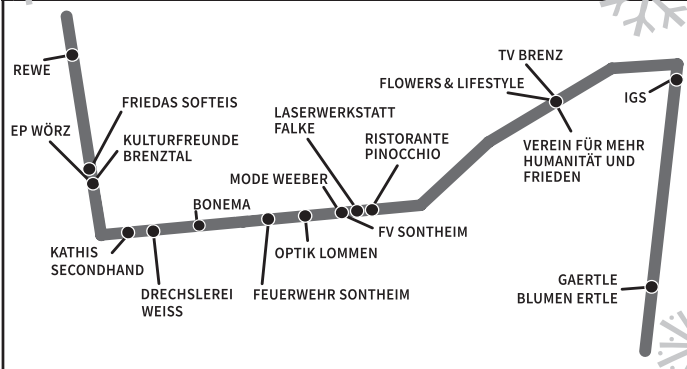 REWE
FRIEDAS SOFTEIS
EP WÖRZ
KULTURFREUNDE
BRENZTAL
KATHIS
SECONDHAND
DRECHSLEREI
WEISS
BONEMA
FEUERWEHR SONTHEIM
OPTIK LOMMEN
MODE WEEBER
LASERWERKSTATT
FALKE
RISTORANTE
PINOCCHIO
FV SONTHEIM
TV BRENZ
FLOWERS & LIFESTYLE
VEREIN FÜR MEHR
HUMANITÄT UND
FRIEDEN
IGS
GAERTLE
BLUMEN ERTLE